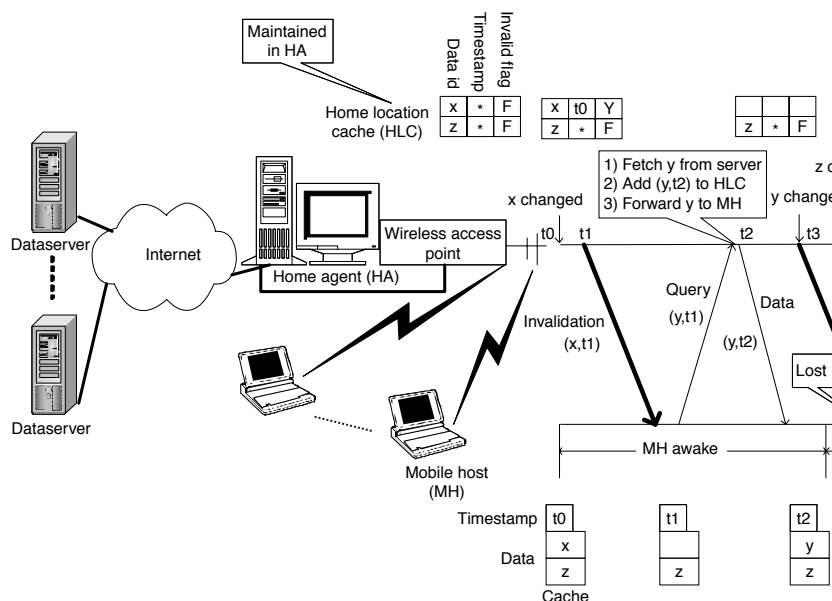 Maintained
in HA
Data id
Timestamp
Invalid flag
Home location
cache (HLC)
x * F
z * F
x t0 Y
z * F
z * F
1) Fetch y from server
2) Add (y,t2) to HLC
3) Forward y to MH
x changed
z c
y change
Dataserver
Internet
Wireless access
point
Home agent (HA)
t0
t1
t2
t3
Query
(y,t1)
Data
(y,t2)
Invalidation
(x,t1)
Lost
Dataserver
Mobile host
(MH)
MH awake
Timestamp
t0
t1
t2
Data
x
y
z
z
z
Cache